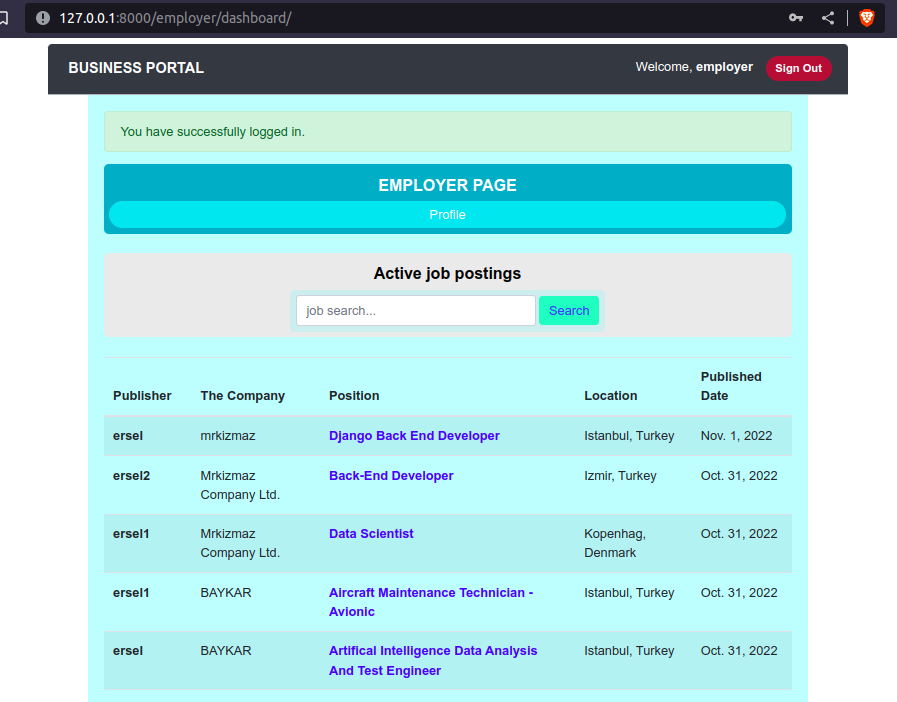 127.0.0.1:8000/employer/dashboard/
BUSINESS PORTAL
Welcome, employer
Sign Out
You have successfully logged in.
EMPLOYER PAGE
Profile
Active job postings
job search...
Search
Publisher The Company Position Location Published Date
ersel mrkizmaz Django Back End Developer Istanbul, Turkey Nov. 1, 2022
ersel2 Mrkizmaz Company Ltd. Back-End Developer Izmir, Turkey Oct. 31, 2022
ersel1 Mrkizmaz Company Ltd. Data Scientist Kopenhag, Denmark Oct. 31, 2022
ersel1 BAYKAR Aircraft Maintenance Technician - Avionic Istanbul, Turkey Oct. 31, 2022
ersel BAYKAR Artifical Intelligence Data Analysis And Test Engineer Istanbul, Turkey Oct. 31, 2022